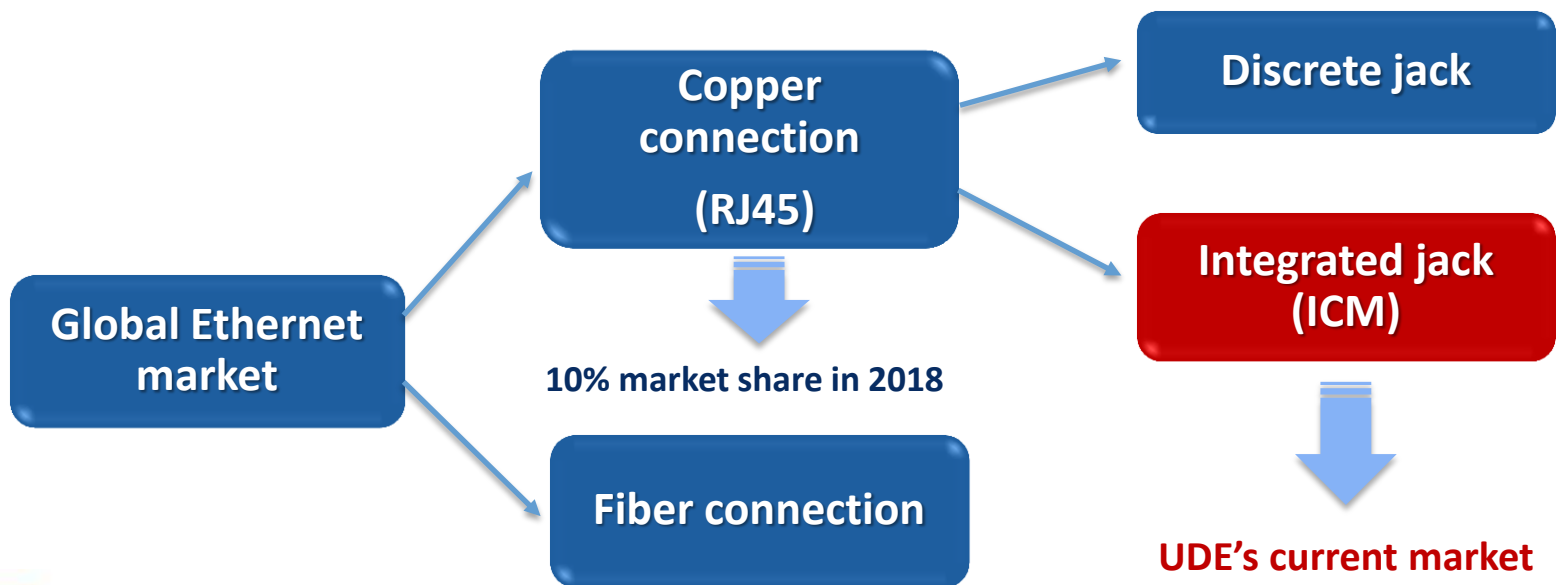 Global Ethernet
market
Copper
connection
(RJ45)
10% market share in 2018
Fiber connection
Discrete jack
Integrated jack
(ICM)
UDE’s current market